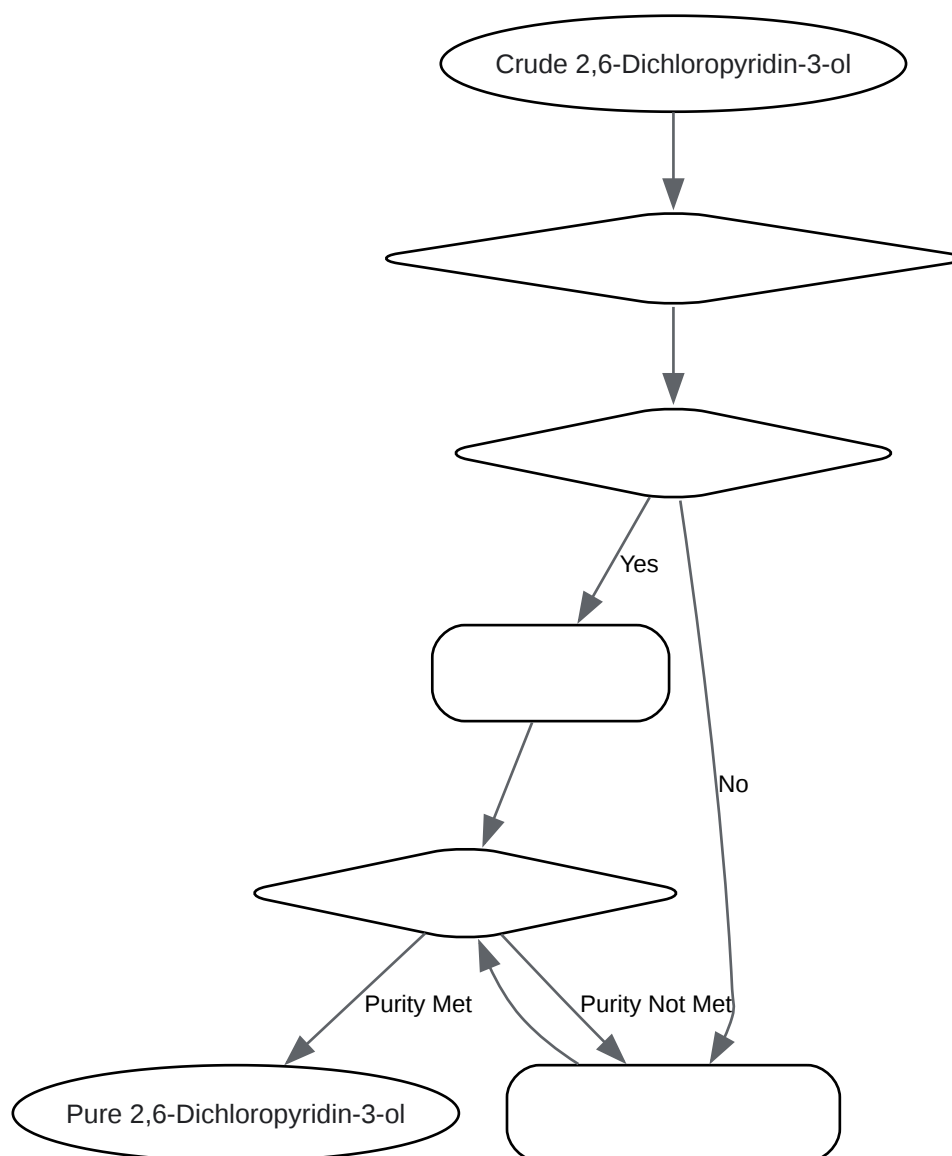 Crude 2,6-Dichloropyridin-3-ol
Yes
No
Purity Met
Purity Not Met
Pure 2,6-Dichloropyridin-3-ol